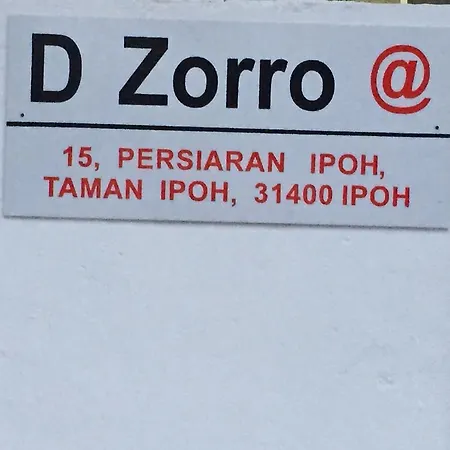 D Zorro @
15, PERSIARAN IPOH,
TAMAN IPOH, 31400 IPOH